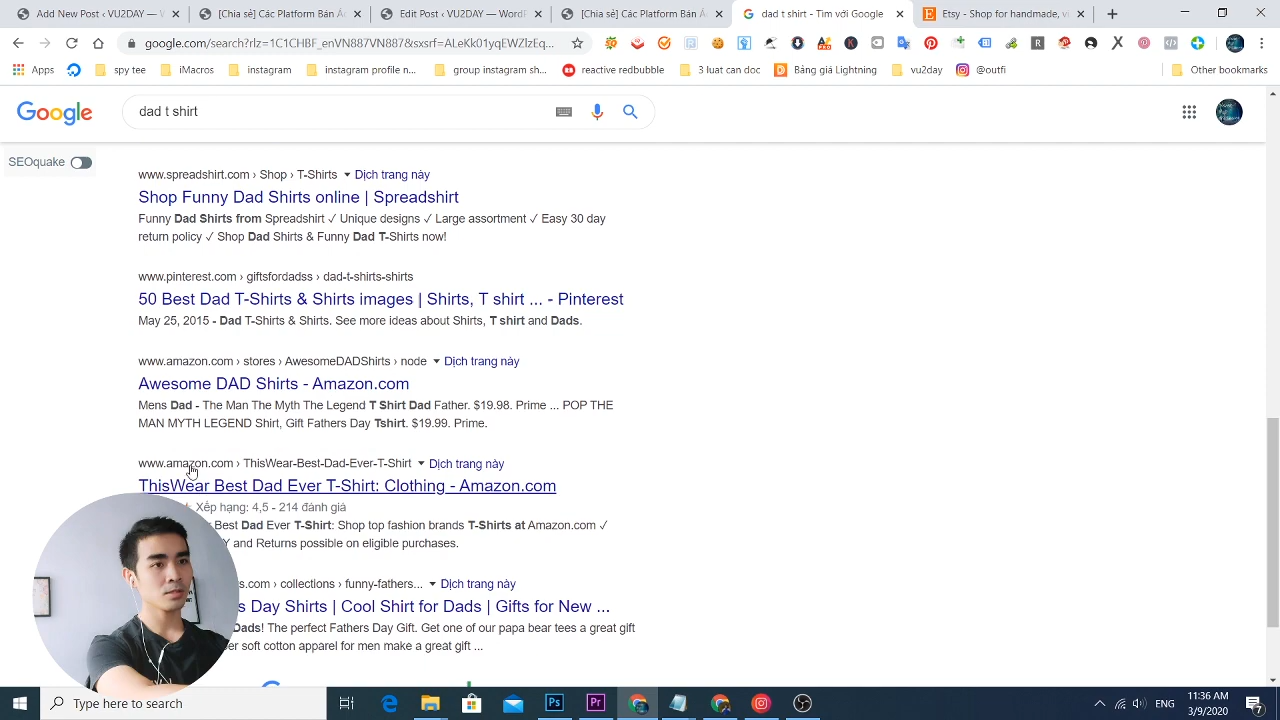 [Chia sẻ] Các Platform Bán Á
Edit Post ‹ VU2DAY — WordP
[Chia sẻ] Các Platform Bán Á
dad t shirt - Tìm với Google
Etsy - Shop for handmade, vi
google.com/search?rlz=1C1CHBF_enVN887VN887&sxsrf=ALeKk01yqEWZlzEq...
Apps
spy tee
iMacros
instagram
instagram profile n...
group instagram sh...
reactive redbubble
3 luat can doc
Bảng giá Lightning
vu2day
@outfi
Other bookmarks
Google
dad t shirt
SEOquake
www.spreadshirt.com › Shop › T-Shirts ▼ Dịch trang này
Shop Funny Dad Shirts online | Spreadshirt
Funny Dad Shirts from Spreadshirt ✓ Unique designs ✓ Large assortment ✓ Easy 30 day
return policy ✓ Shop Dad Shirts & Funny Dad T-Shirts now!
www.pinterest.com › giftsfordadss › dad-t-shirts-shirts
50 Best Dad T-Shirts & Shirts images | Shirts, T shirt ... - Pinterest
May 25, 2015 - Dad T-Shirts & Shirts. See more ideas about Shirts, T shirt and Dads.
www.amazon.com › stores › AwesomeDADShirts › node ▼ Dịch trang này
Awesome DAD Shirts - Amazon.com
Mens Dad - The Man The Myth The Legend T Shirt Dad Father. $19.98. Prime ... POP THE
MAN MYTH LEGEND Shirt, Gift Fathers Day Tshirt. $19.99. Prime.
www.amazon.com › ThisWear-Best-Dad-Ever-T-Shirt ▼ Dịch trang này
ThisWear Best Dad Ever T-Shirt: Clothing - Amazon.com
Xếp hạng: 4,5 - 214 đánh giá
Best Dad Ever T-Shirt: Shop top fashion brands T-Shirts at Amazon.com ✓
and Returns possible on eligible purchases.
.com › collections › funny-fathers... ▼ Dịch trang này
s Day Shirts | Cool Shirt for Dads | Gifts for New ...
Dads! The perfect Fathers Day Gift. Get one of our papa bear tees a great gift
soft cotton apparel for men make a great gift ...
Type here to search
11:36 AM
3/9/2020